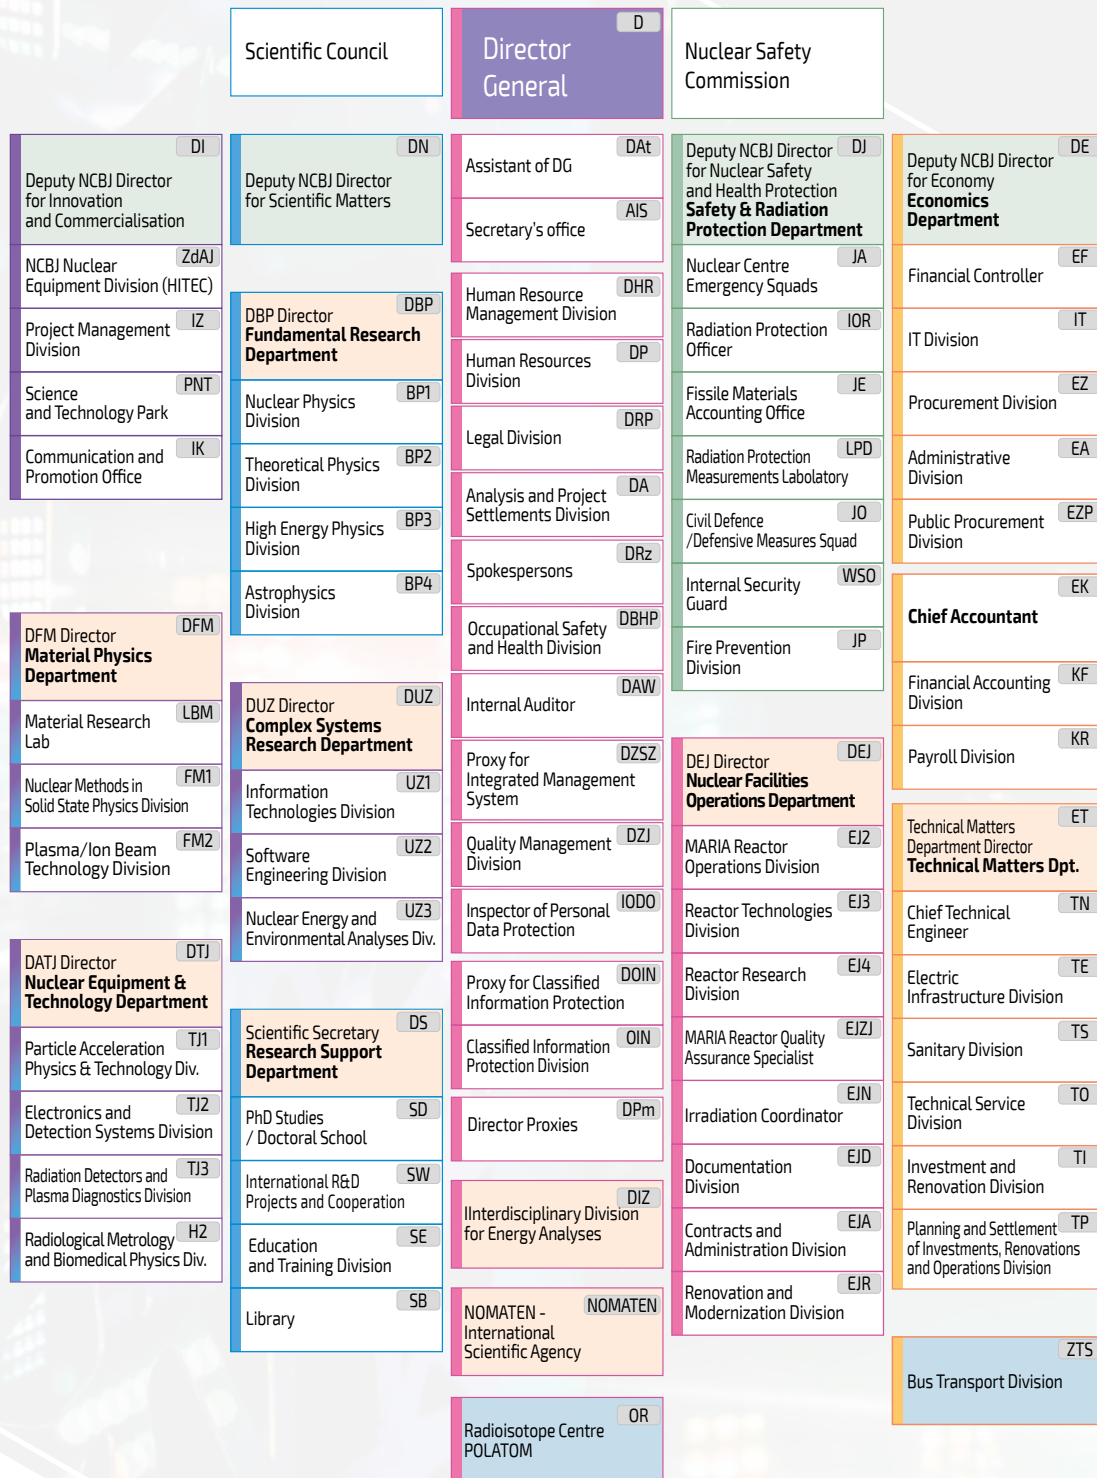 Scientific Council
D
Director
General
Nuclear Safety
Commission
DI
Deputy NCBJ Director
for Innovation
and Commercialisation
ZdAJ
NCBJ Nuclear
Equipment Division (HITEC)
IZ
Project Management
Division
PNT
Science
and Technology Park
IK
Communication and
Promotion Office
DFM
DFM Director
Material Physics
Department
LBM
Material Research
Lab
FM1
Nuclear Methods in
Solid State Physics Division
FM2
Plasma/Ion Beam
Technology Division
DTJ
DATJ Director
Nuclear Equipment &
Technology Department
TJ1
Particle Acceleration
Physics & Technology Div.
TJ2
Electronics and
Detection Systems Division
TJ3
Radiation Detectors and
Plasma Diagnostics Division
H2
Radiological Metrology
and Biomedical Physics Div.
DN
Deputy NCBJ Director
for Scientific Matters
DBP
DBP Director
Fundamental Research
Department
BP1
Nuclear Physics
Division
BP2
Theoretical Physics
Division
BP3
High Energy Physics
Division
BP4
Astrophysics
Division
DUZ
DUZ Director
Complex Systems
Research Department
UZ1
Information
Technologies Division
UZ2
Software
Engineering Division
UZ3
Nuclear Energy and
Environmental Analyses Div.
DS
Scientific Secretary
Research Support
Department
SD
PhD Studies
/ Doctoral School
SW
International R&D
Projects and Cooperation
SE
Education
and Training Division
SB
Library
DAt
Assistant of DG
AIS
Secretary's office
DHR
Human Resource
Management Division
DP
Human Resources
Division
DRP
Legal Division
DA
Analysis and Project
Settlements Division
DRz
Spokespersons
DBHP
Occupational Safety
and Health Division
DAW
Internal Auditor
DZSZ
Proxy for
Integrated Management
System
DZJ
Quality Management
Division
IODO
Inspector of Personal
Data Protection
DOIN
Proxy for Classified
Information Protection
OIN
Classified Information
Protection Division
DPm
Director Proxies
DIZ
IInterdisciplinary Division
for Energy Analyses
NOMATEN
NOMATEN -
International
Scientific Agency
OR
Radioisotope Centre
POLATOM
DJ
Deputy NCBJ Director
for Nuclear Safety
and Health Protection
Safety & Radiation
Protection Department
JA
Nuclear Centre
Emergency Squads
IOR
Radiation Protection
Officer
JE
Fissile Materials
Accounting Office
LPD
Radiation Protection
Measurements Labolatory
JO
Civil Defence
/Defensive Measures Squad
WSO
Internal Security
Guard
JP
Fire Prevention
Division
DEJ
DEJ Director
Nuclear Facilities
Operations Department
EJ2
MARIA Reactor
Operations Division
EJ3
Reactor Technologies
Division
EJ4
Reactor Research
Division
EJZJ
MARIA Reactor Quality
Assurance Specialist
EJN
Irradiation Coordinator
EJD
Documentation
Division
EJA
Contracts and
Administration Division
EJR
Renovation and
Modernization Division
DE
Deputy NCBJ Director
for Economy
Economics
Department
EF
Financial Controller
IT
IT Division
EZ
Procurement Division
EA
Administrative
Division
EZP
Public Procurement
Division
EK
Chief Accountant
KF
Financial Accounting
Division
KR
Payroll Division
ET
Technical Matters
Department Director
Technical Matters Dpt.
TN
Chief Technical
Engineer
TE
Electric
Infrastructure Division
TS
Sanitary Division
TO
Technical Service
Division
TI
Investment and
Renovation Division
TP
Planning and Settlement
of Investments, Renovations
and Operations Division
ZTS
Bus Transport Division